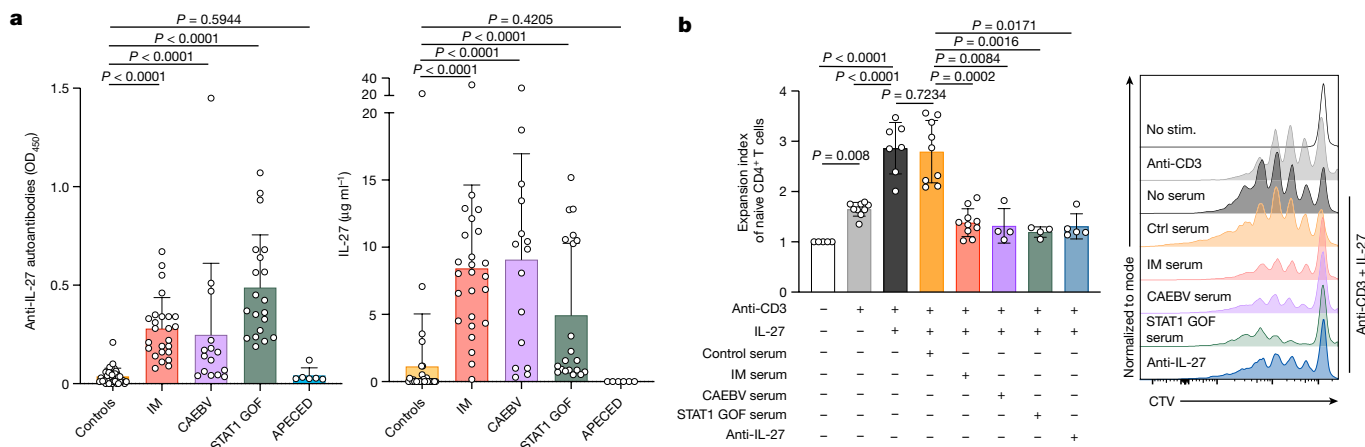 a
P = 0.5944
P < 0.0001
P < 0.0001
P < 0.0001
Anti-IL-27 autoantibodies (OD450)
1.5
1.0
0.5
0
Controls
IM
CAEBV
STAT1 GOF
APECED
P = 0.4205
P < 0.0001
P < 0.0001
P < 0.0001
IL-27 (µg ml−1)
40
20
20
15
10
5
0
Controls
IM
CAEBV
STAT1 GOF
APECED
b
P = 0.0171
P = 0.0016
P < 0.0001 P = 0.0084
P < 0.0001 P = 0.0002
P = 0.7234
P = 0.008
Expansion index
of naive CD4+ T cells
4
3
2
1
0
Anti-CD3 – + + + + + + +
IL-27 – – + + + + + +
Control serum – – – + – – – –
IM serum – – – – + – – –
CAEBV serum – – – – – + – –
STAT1 GOF serum – – – – – – + –
Anti-IL-27 – – – – – – – +
Normalized to mode
No stim.
Anti-CD3
No serum
Ctrl serum
IM serum
CAEBV serum
STAT1 GOF
serum
Anti-IL-27
Anti-CD3 + IL-27
CTV